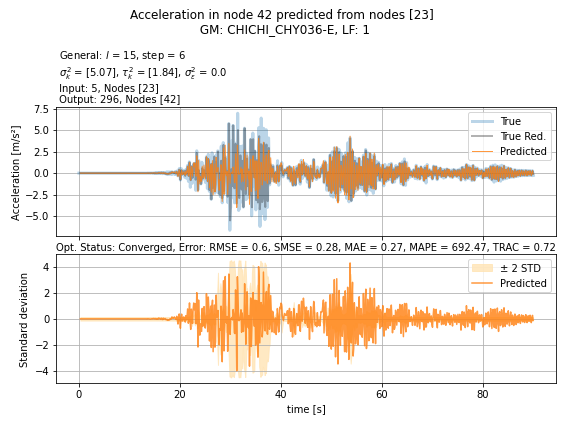 Acceleration in node 42 predicted from nodes [23]
GM: CHICHI_CHY036-E, LF: 1
General: l = 15, step = 6
σ²ₖ = [5.07], τ²ₖ = [1.84], σ²ε = 0.0
Input: 5, Nodes [23]
Output: 296, Nodes [42]
Acceleration [m/s²]
7.5
5.0
2.5
0.0
−2.5
−5.0
True
True Red.
Predicted
Opt. Status: Converged, Error: RMSE = 0.6, SMSE = 0.28, MAE = 0.27, MAPE = 692.47, TRAC = 0.72
Standard deviation
4
2
0
−2
−4
± 2 STD
Predicted
0
20
40
60
80
time [s]